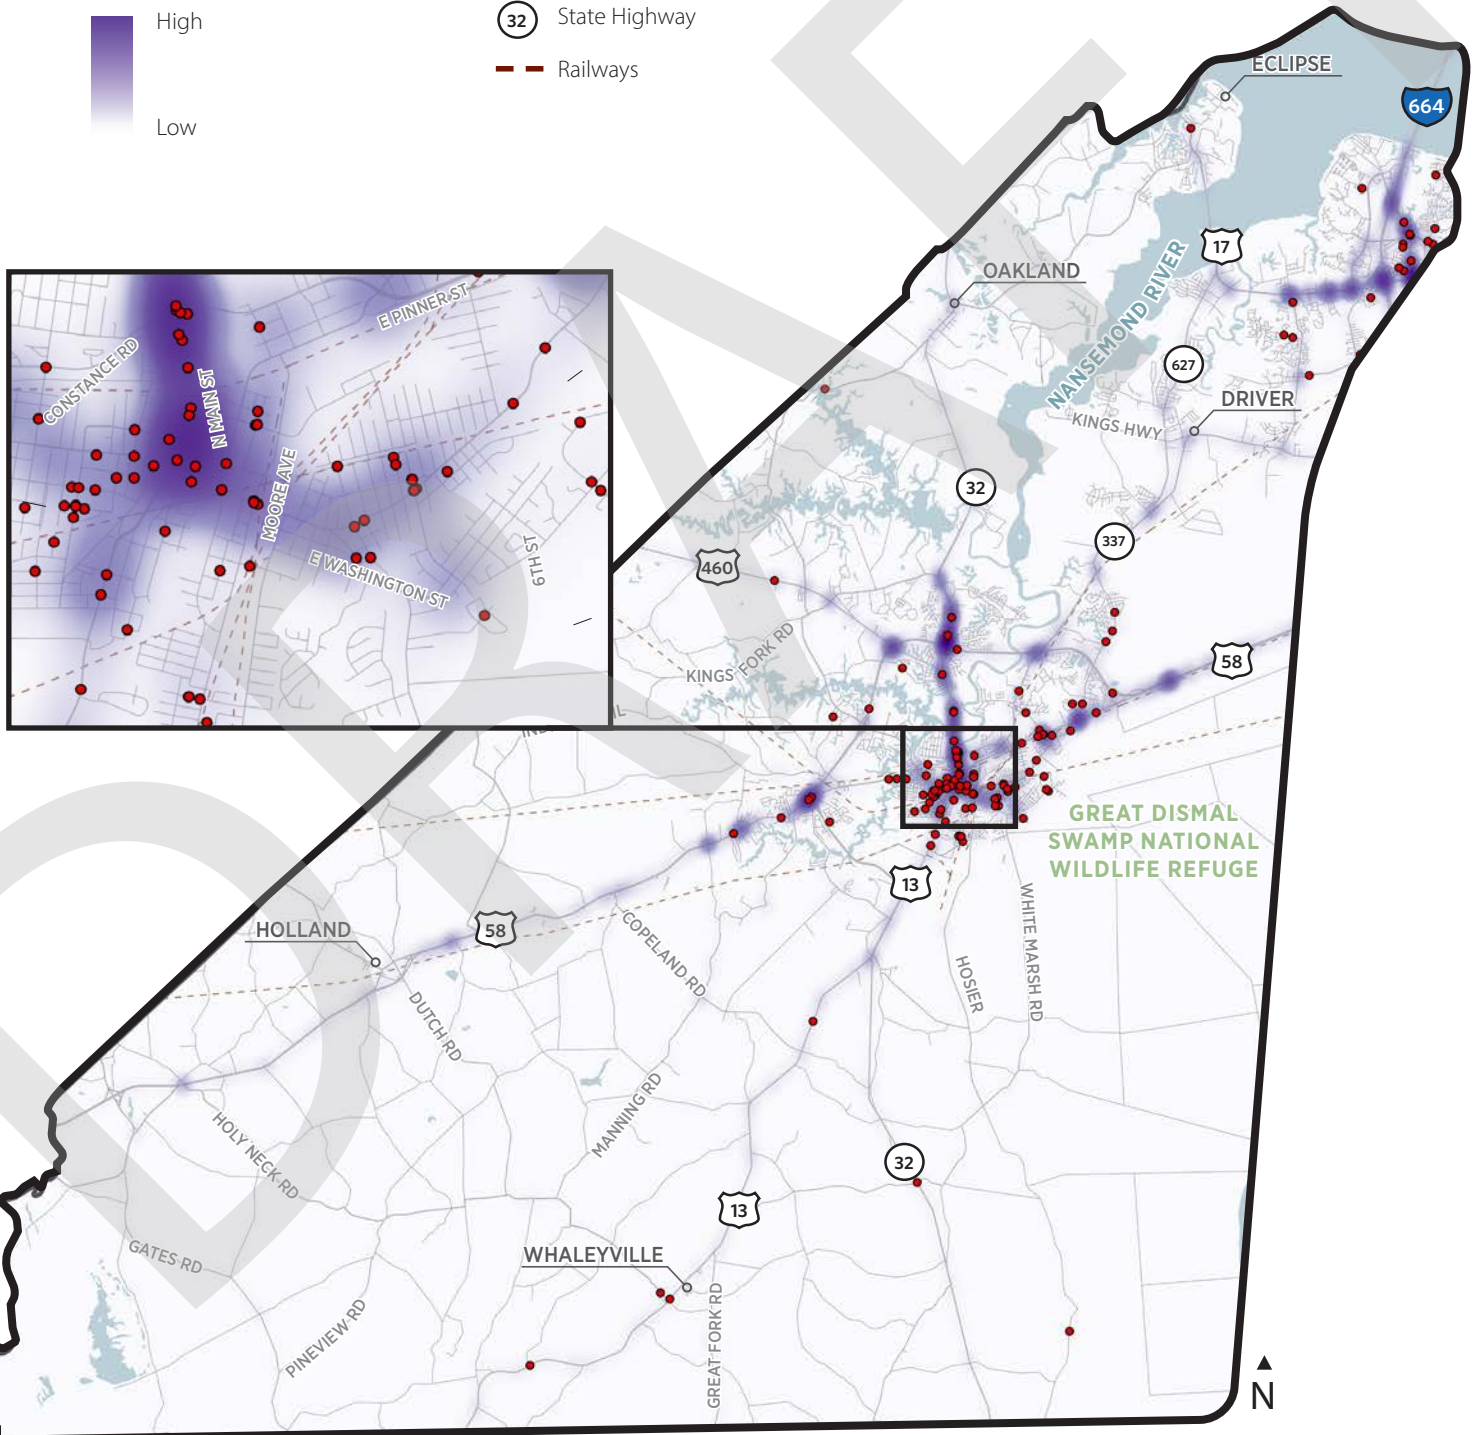 High
Low
32
State Highway
Railways
ECLIPSE
664
17
OAKLAND
NANSEMOND RIVER
627
DRIVER
KINGS HWY
32
337
460
KINGS FORK RD
58
E PINNER ST
CONSTANCE RD
N MAIN ST
MOORE AVE
E WASHINGTON ST
6TH ST
GREAT DISMAL
SWAMP NATIONAL
WILDLIFE REFUGE
13
HOLLAND
58
COPELAND RD
WHITE MARSH RD
HOSIER
DUTCH RD
MANNING RD
HOLY NECK RD
32
13
GATES RD
WHALEYVILLE
PINEVIEW RD
GREAT FORK RD
N
DRAFT